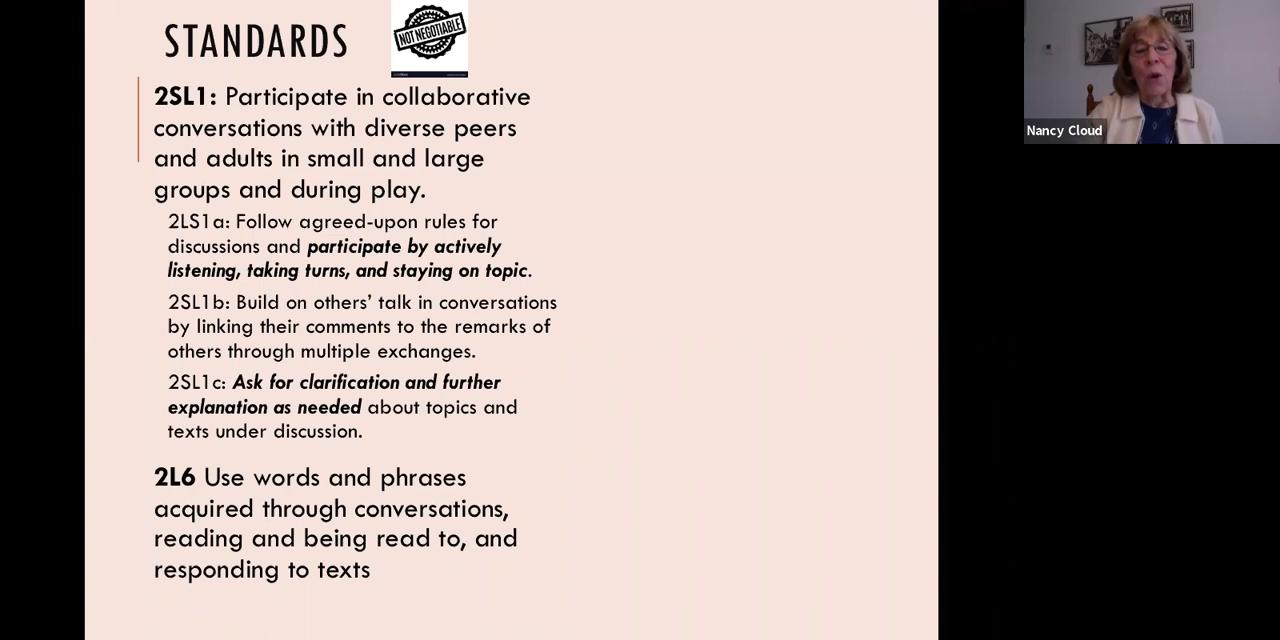 STANDARDS
NOT NEGOTIABLE
2SL1: Participate in collaborative
conversations with diverse peers
and adults in small and large
groups and during play.
2LS1a: Follow agreed-upon rules for
discussions and participate by actively
listening, taking turns, and staying on topic.
2SL1b: Build on others’ talk in conversations
by linking their comments to the remarks of
others through multiple exchanges.
2SL1c: Ask for clarification and further
explanation as needed about topics and
texts under discussion.
2L6 Use words and phrases
acquired through conversations,
reading and being read to, and
responding to texts
Nancy Cloud